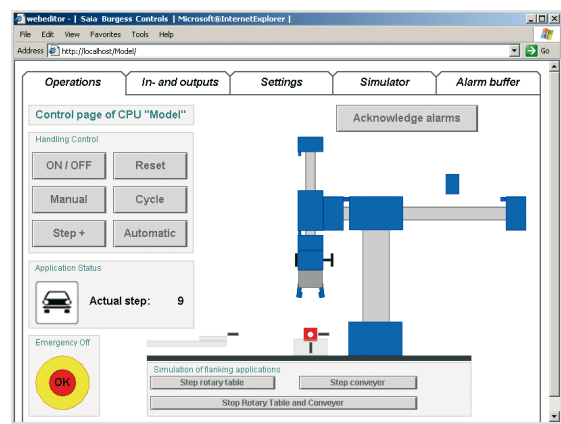 webeditor - | Saia Burgess Controls | Microsoft®InternetExplorer |
File Edit View Favorites Tools Help
Address http://localhost/Model/ Go
Operations In- and outputs Settings Simulator Alarm buffer
Control page of CPU "Model"
Acknowledge alarms
Handling Control
ON / OFF Reset
Manual Cycle
Step + Automatic
Application Status
Actual step: 9
Emergency Off
OK
Simulation of flanking applications
Step rotary table Step conveyer
Stop Rotary Table and Conveyer